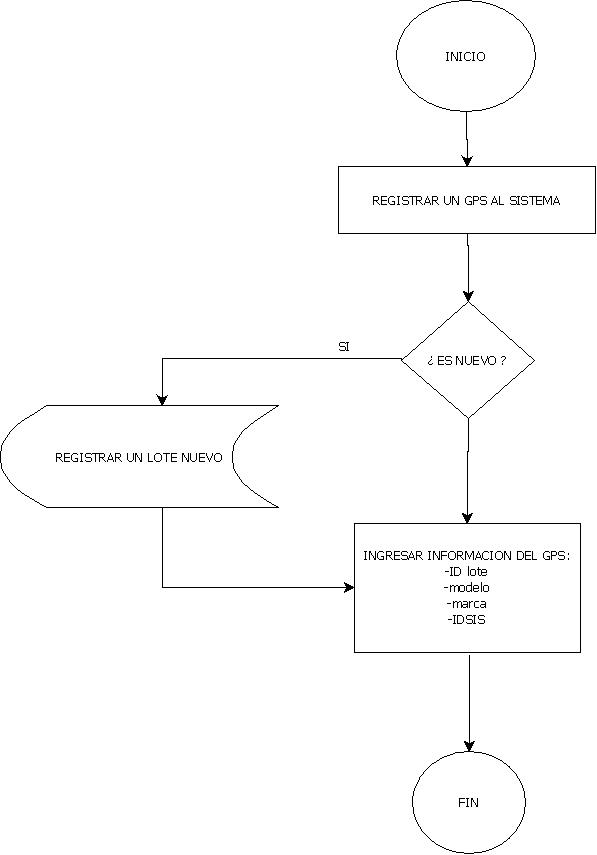 INICIO
REGISTRAR UN GPS AL SISTEMA
¿ ES NUEVO ?
SI
REGISTRAR UN LOTE NUEVO
INGRESAR INFORMACION DEL GPS:
-ID lote
-modelo
-marca
-IDSIS
FIN